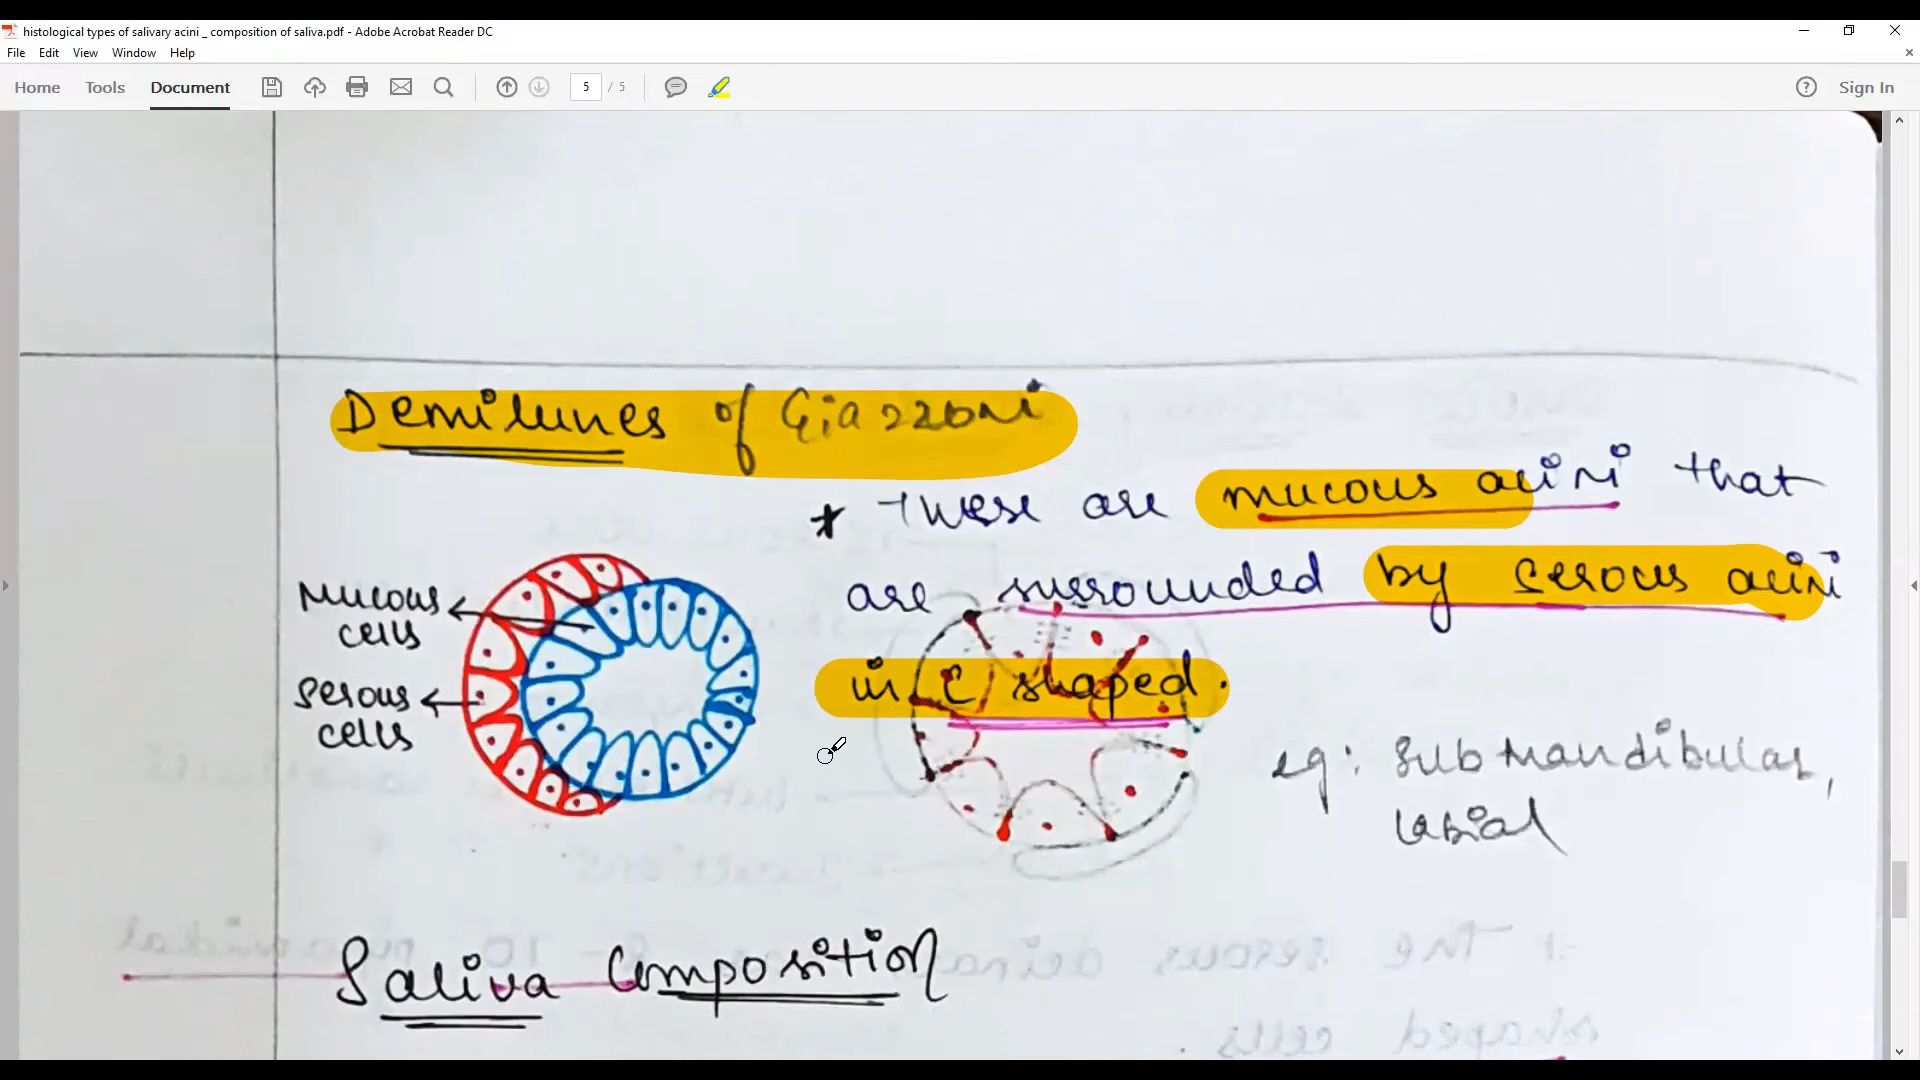 histological types of salivary acini _ composition of saliva.pdf - Adobe Acrobat Reader DC
File Edit View Window Help
Home Tools Document 5 / 5 Sign In
Demilunes of Giazzoni
* These are mucous acini that
are surrounded by serous acini
in C shaped.
Mucous
cells
Serous
cells
eg: Submandibular,
labial
Saliva Composition